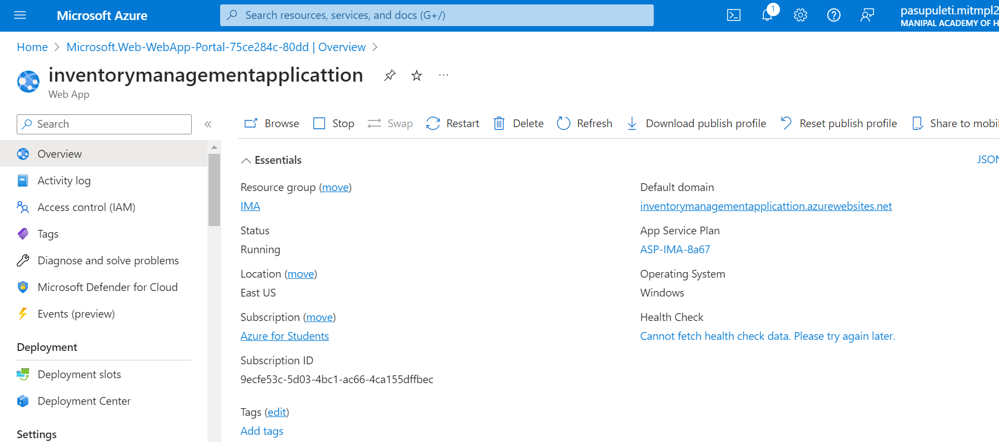 Microsoft Azure
Search resources, services, and docs (G+/)
1
pasupuleti.mitmpl2
MANIPAL ACADEMY OF H
Home > Microsoft.Web-WebApp-Portal-75ce284c-80dd | Overview >
inventorymanagementapplicattion
...
Web App
Search
«
Browse
Stop
Swap
Restart
Delete
Refresh
Download publish profile
Reset publish profile
Share to mobil
Overview
Activity log
Access control (IAM)
Tags
Diagnose and solve problems
Microsoft Defender for Cloud
Events (preview)
Deployment
Deployment slots
Deployment Center
Settings
Essentials
JSON
Resource group (move)
IMA
Status
Running
Location (move)
East US
Subscription (move)
Azure for Students
Subscription ID
9ecfe53c-5d03-4bc1-ac66-4ca155dffbec
Tags (edit)
Add tags
Default domain
inventorymanagementapplicattion.azurewebsites.net
App Service Plan
ASP-IMA-8a67
Operating System
Windows
Health Check
Cannot fetch health check data. Please try again later.